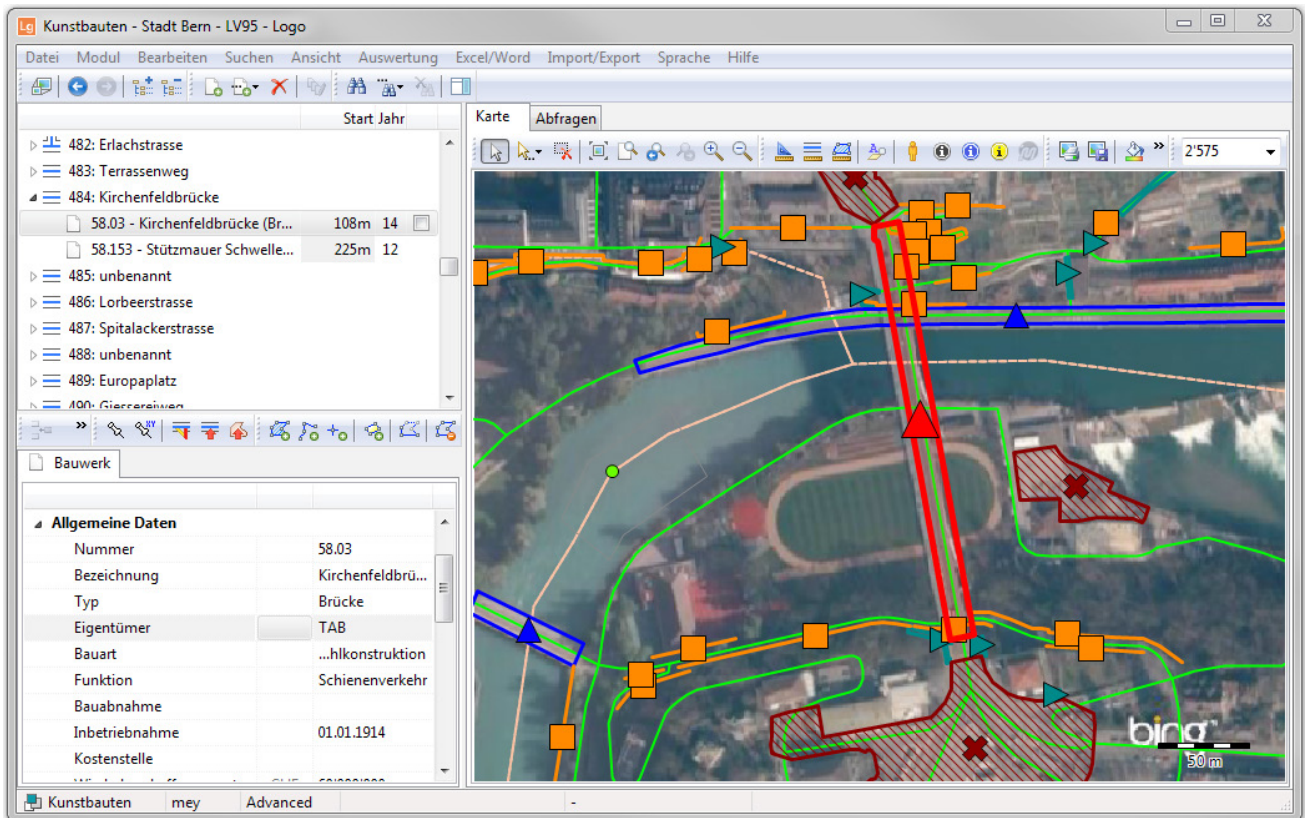 Lg Kunstbauten - Stadt Bern - LV95 - Logo
Datei Modul Bearbeiten Suchen Ansicht Auswertung Excel/Word Import/Export Sprache Hilfe
Start Jahr
482: Erlachstrasse
483: Terrassenweg
484: Kirchenfeldbrücke
58.03 - Kirchenfeldbrücke (Br... 108m 14
58.153 - Stützmauer Schwelle... 225m 12
485: unbenannt
486: Lorbeerstrasse
487: Spitalackerstrasse
488: unbenannt
489: Europaplatz
490: Giessereiweg
Bauwerk
Allgemeine Daten
Nummer 58.03
Bezeichnung Kirchenfeldbrü...
Typ Brücke
Eigentümer TAB
Bauart ...hlkonstruktion
Funktion Schienenverkehr
Bauabnahme
Inbetriebnahme 01.01.1914
Kostenstelle
Karte Abfragen
2'575
bing
50 m
Kunstbauten mey Advanced -